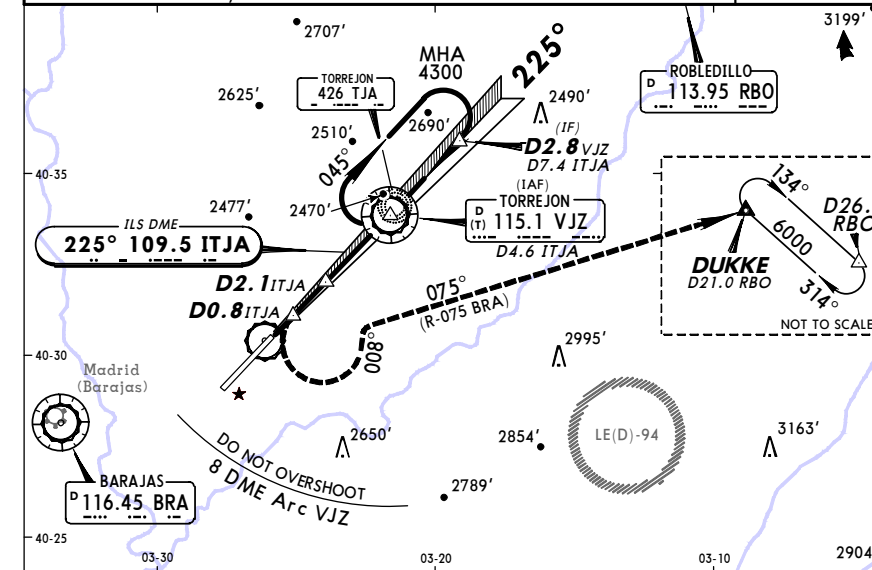 2707'
3199'
MHA
4300
225°
TORREJON
426 TJA
ROBLEDILLO
D 113.95 RBO
2625'
2690'
2490'
2510'
(IF)
D2.8 VJZ
D7.4 ITJA
045°
(IAF)
TORREJON
D
(T) 115.1 VJZ
D4.6 ITJA
40-35
2470'
2477'
ILS DME
225° 109.5 ITJA
134°
D26.
RBO
6000
DUKKE
D21.0 RBO
314°
NOT TO SCALE
D2.1 ITJA
D0.8 ITJA
075°
(R-075 BRA)
008°
40-30
2995'
Madrid
(Barajas)
2650'
2854'
LE(D)-94
3163'
DO NOT OVERSHOOT
8 DME Arc VJZ
2789'
BARAJAS
D 116.45 BRA
40-25
03-30
03-20
03-10
2904